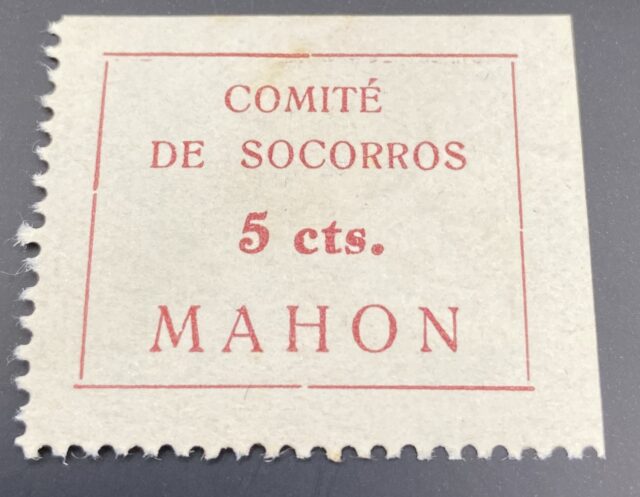 COMITÉ
DE SOCORROS
5 cts.
MAHON